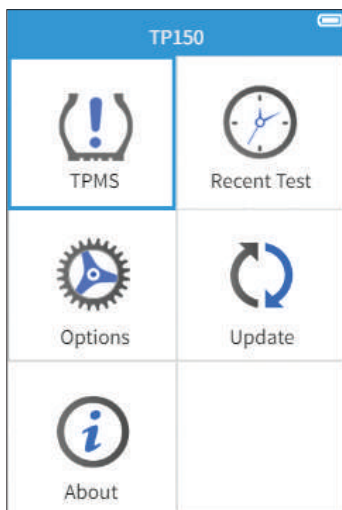 TP150
TPMS
Recent Test
Options
Update
About